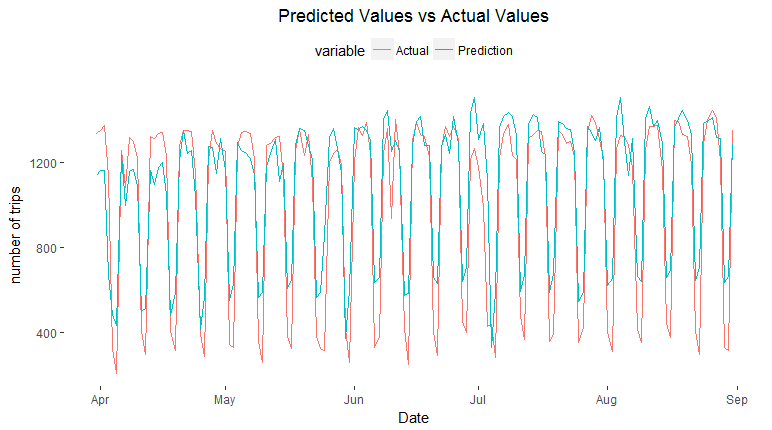 Predicted Values vs Actual Values
variable Actual Prediction
1200
800
400
number of trips
Apr May Jun Jul Aug Sep
Date